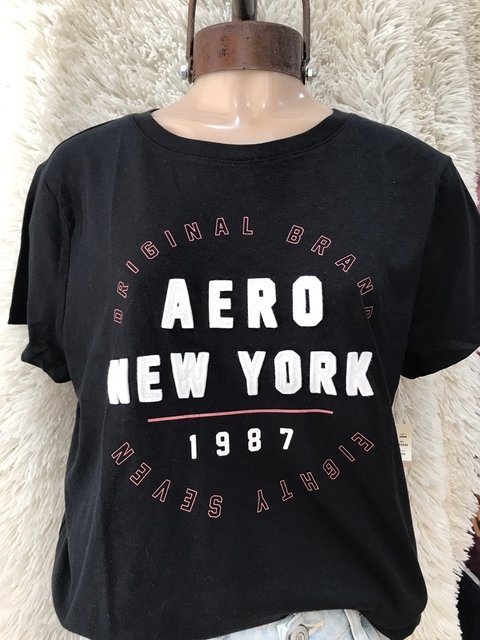 ORIGINAL BRAND
AERO
NEW YORK
1987
EIGHTY SEVEN